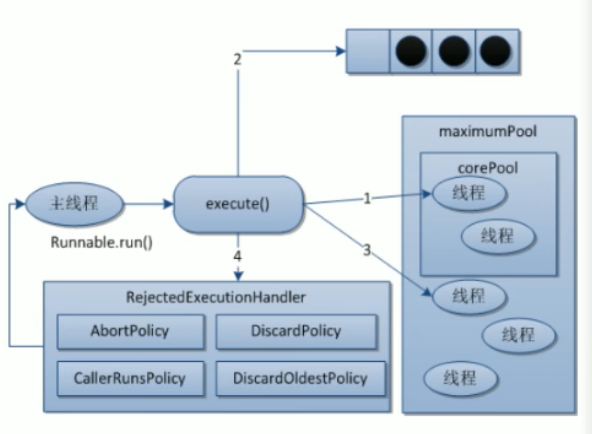 2
maximumPool
corePool
主线程
execute()
1
线程
Runnable.run()
线程
4
3
RejectedExecutionHandler
线程
AbortPolicy
DiscardPolicy
线程
CallerRunsPolicy
DiscardOldestPolicy
线程